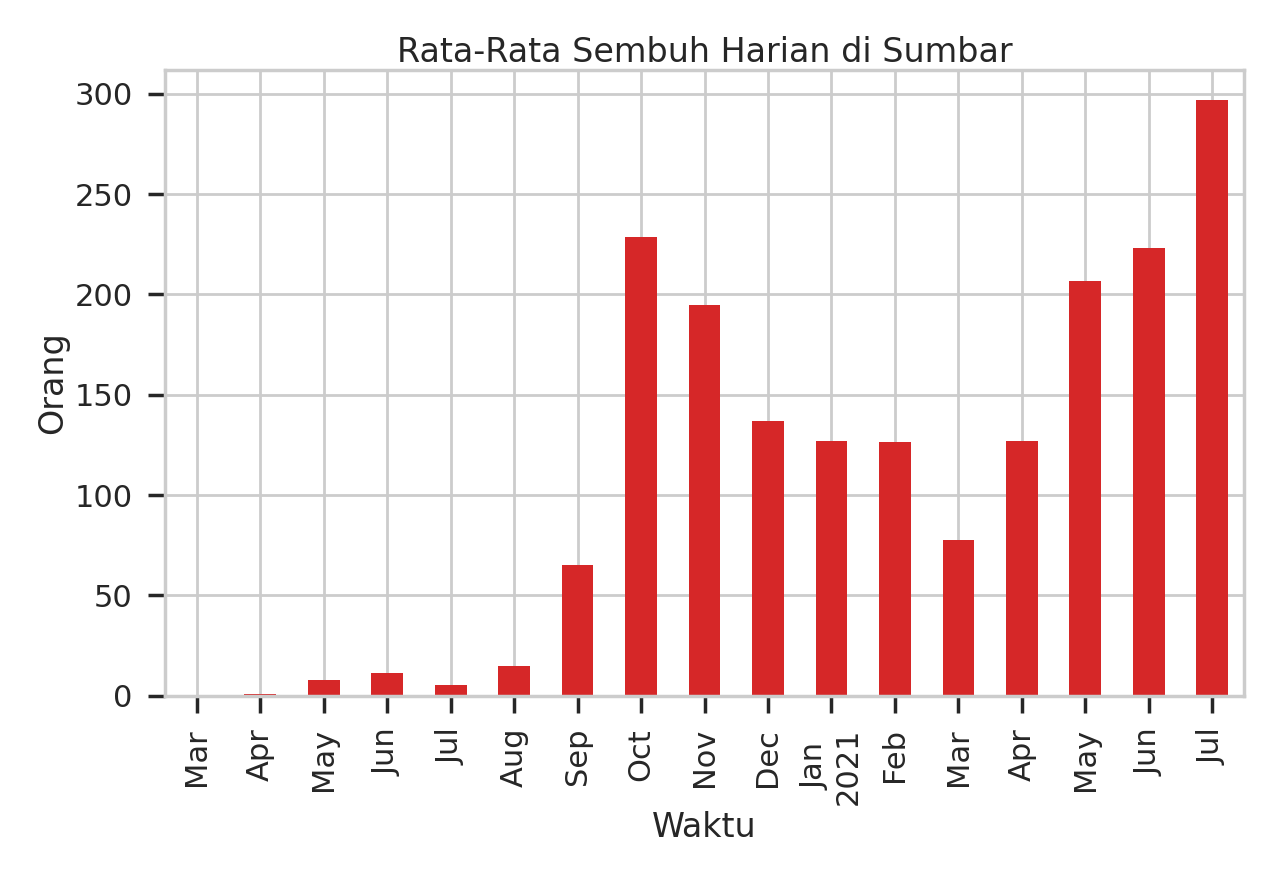 Rata-Rata Sembuh Harian di Sumbar
300
250
200
150
100
50
0
Orang
Mar
Apr
May
Jun
Jul
Aug
Sep
Oct
Nov
Dec
Jan
2021
Feb
Mar
Apr
May
Jun
Jul
Waktu